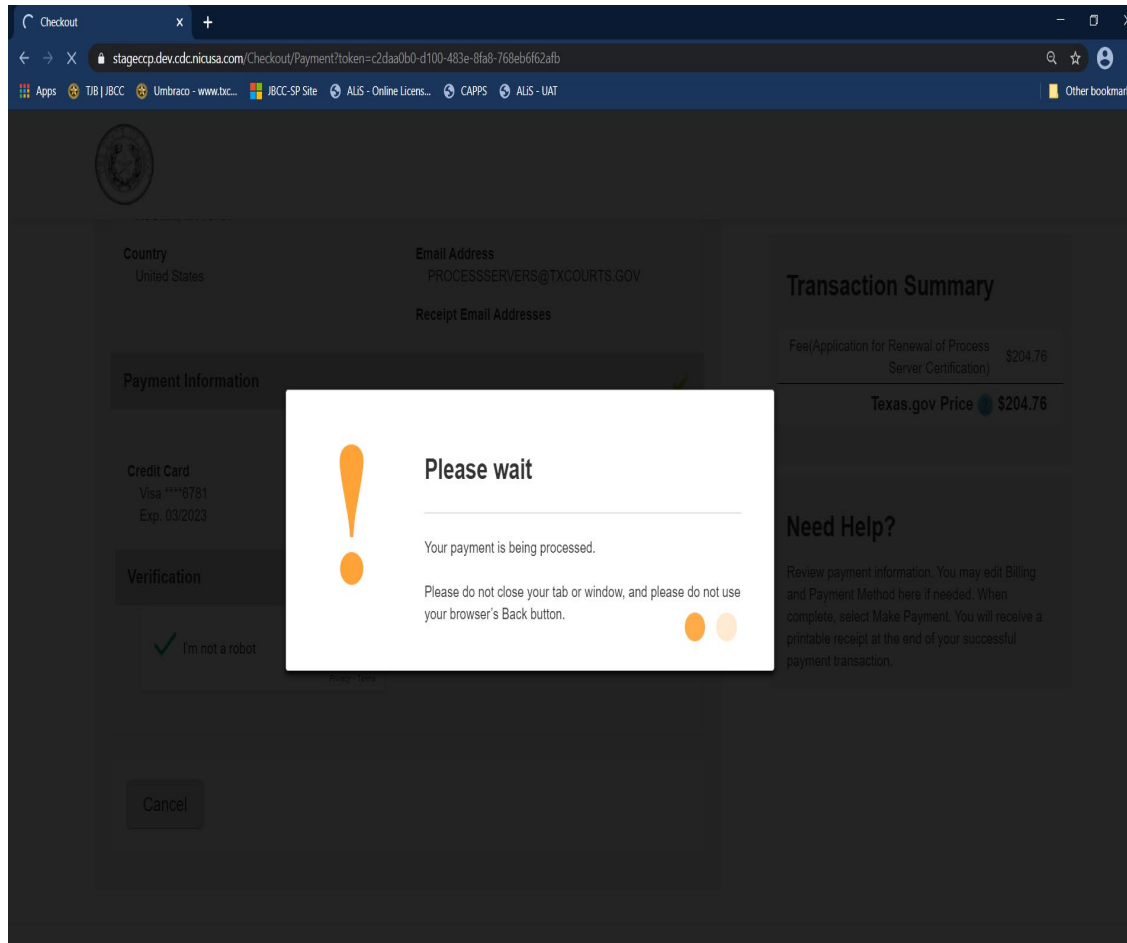 Checkout
stageccp.dev.cdc.nicusa.com/Checkout/Payment?token=c2daa0b0-d100-483e-8fa8-768eb6f62afb
Apps TJB | JBCC Umbraco - www.txc... JBCC-SP Site ALiS - Online Licens... CAPPS ALiS - UAT Other bookmar
Country
United States
Email Address
PROCESSSERVERS@TXCOURTS.GOV
Receipt Email Addresses
Payment Information
Credit Card
Visa ****6781
Exp. 03/2023
Verification
I'm not a robot
Privacy - Terms
Cancel
Please wait
Your payment is being processed.
Please do not close your tab or window, and please do not use
your browser's Back button.
Transaction Summary
Fee(Application for Renewal of Process
Server Certification) $204.76
Texas.gov Price $204.76
Need Help?
Review payment information. You may edit Billing
and Payment Method here if needed. When
complete, select Make Payment. You will receive a
printable receipt at the end of your successful
payment transaction.